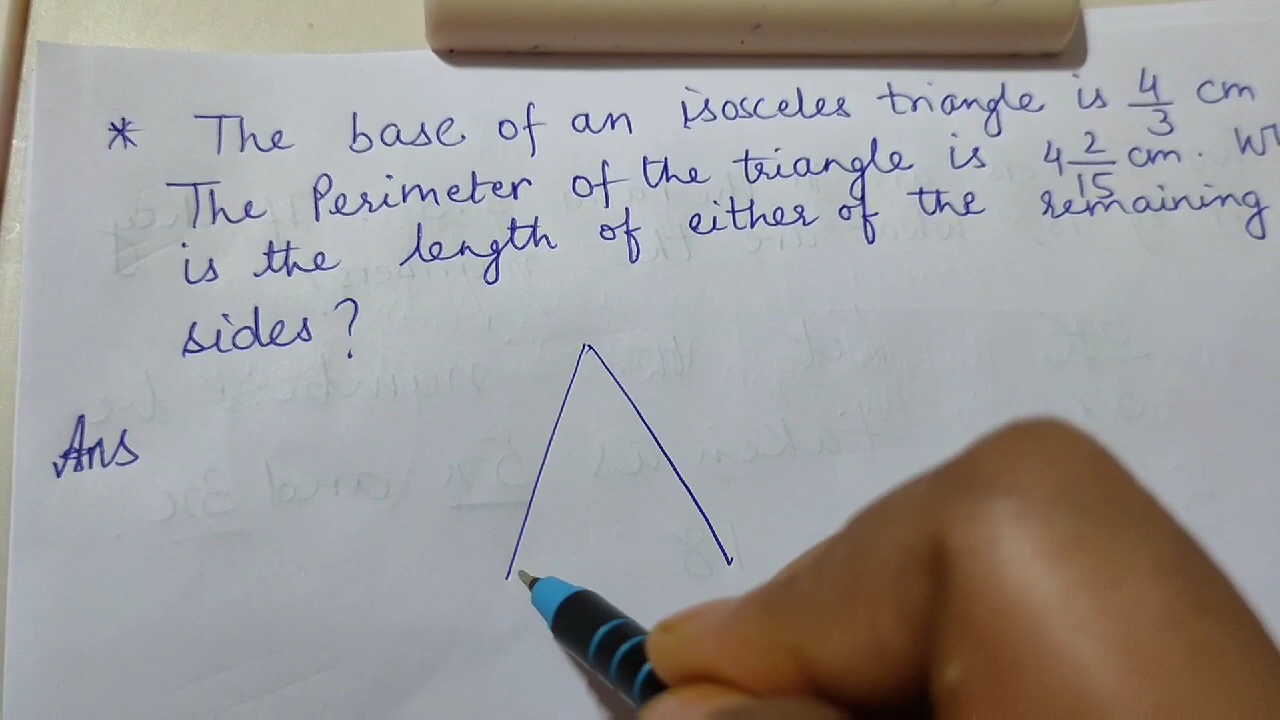 * The base of an isosceles triangle is 4/3 cm
The Perimeter of the triangle is 4 2/15 cm.
is the length of either of the remaining
sides?
Ans